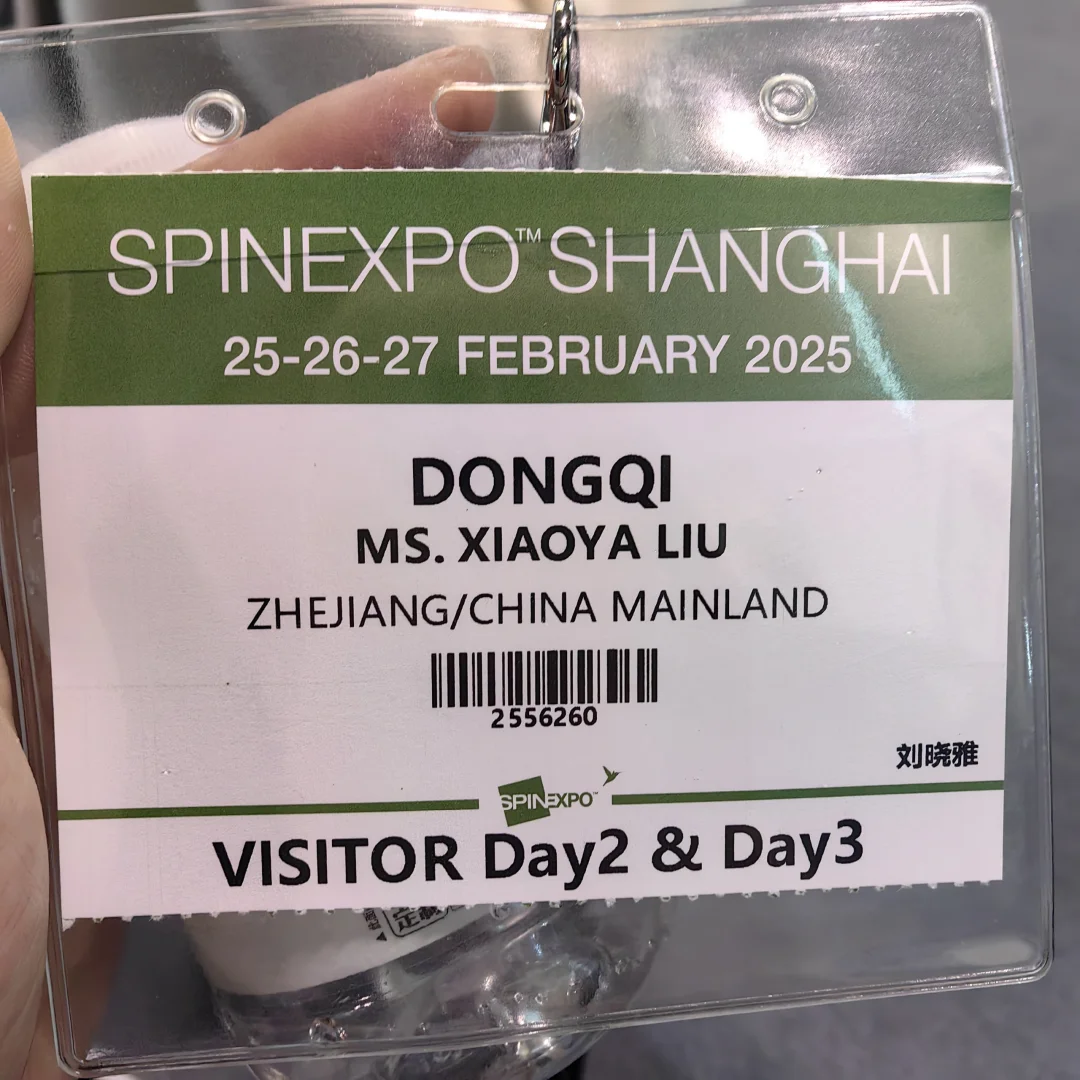 SPINEXPO™ SHANGHAI
25-26-27 FEBRUARY 2025
DONGQI
MS. XIAOYA LIU
ZHEJIANG/CHINA MAINLAND
2556260
刘晓雅
SPINEXPO™
VISITOR Day2 & Day3